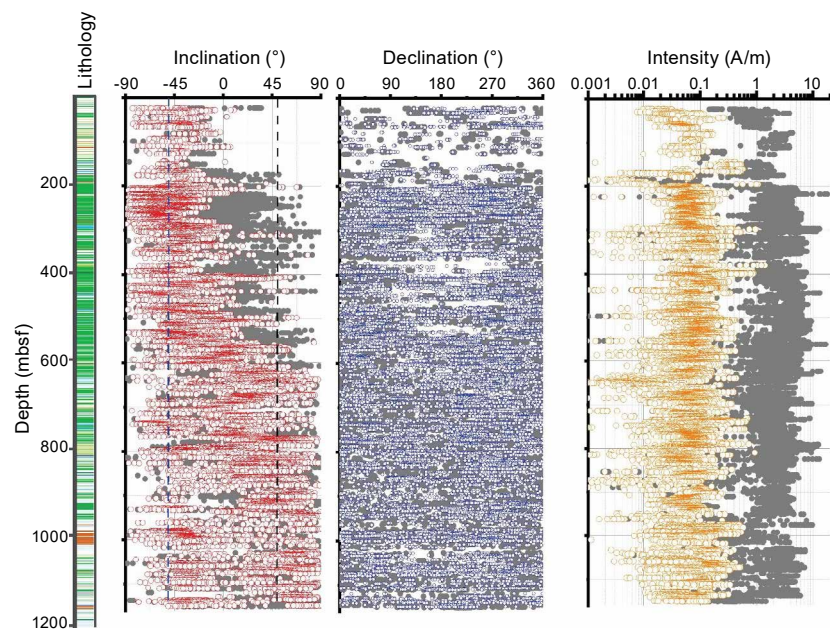 Lithology
Inclination (°)
Declination (°)
Intensity (A/m)
-90 -45 0 45 90
0 90 180 270 360
0.001 0.01 0.1 1 10
Depth (mbsf)
200
400
600
800
1000
1200